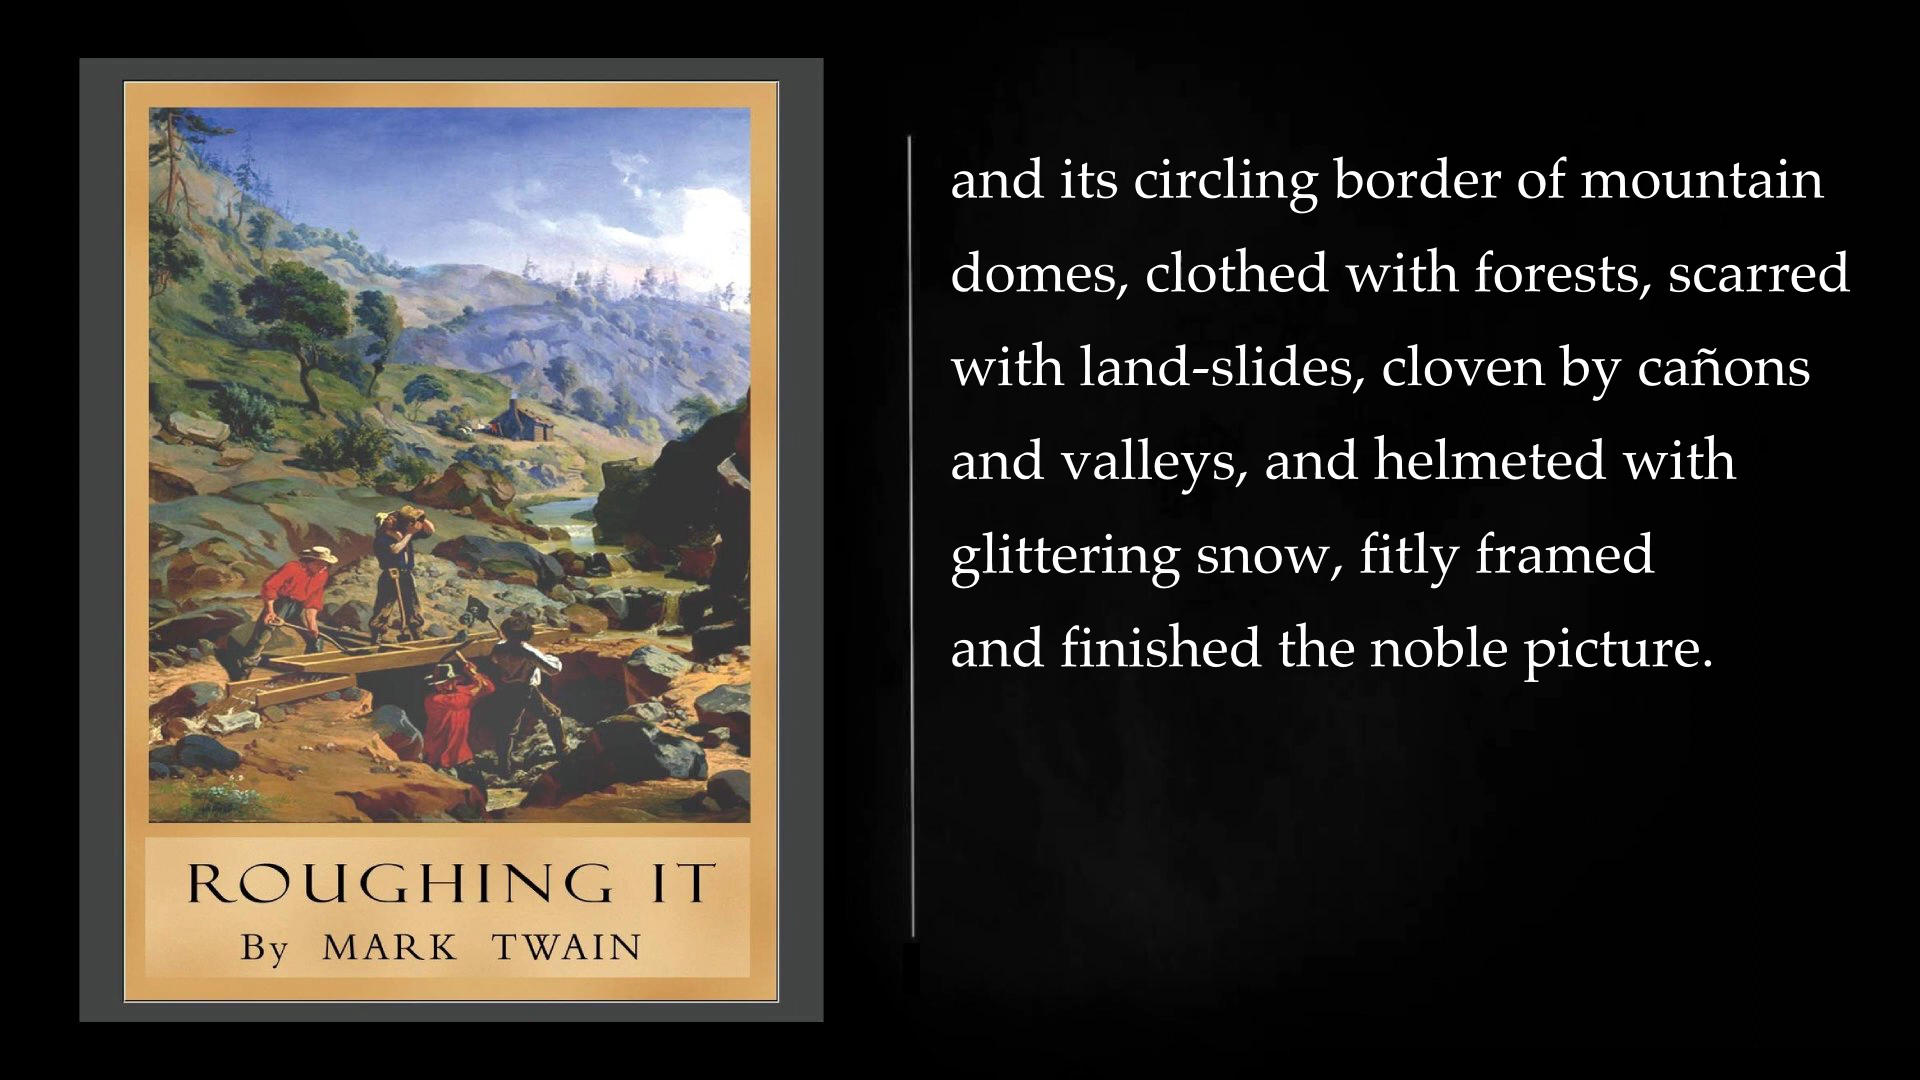 ROUGHING IT
By MARK TWAIN
and its circling border of mountain
domes, clothed with forests, scarred
with land-slides, cloven by cañons
and valleys, and helmeted with
glittering snow, fitly framed
and finished the noble picture.